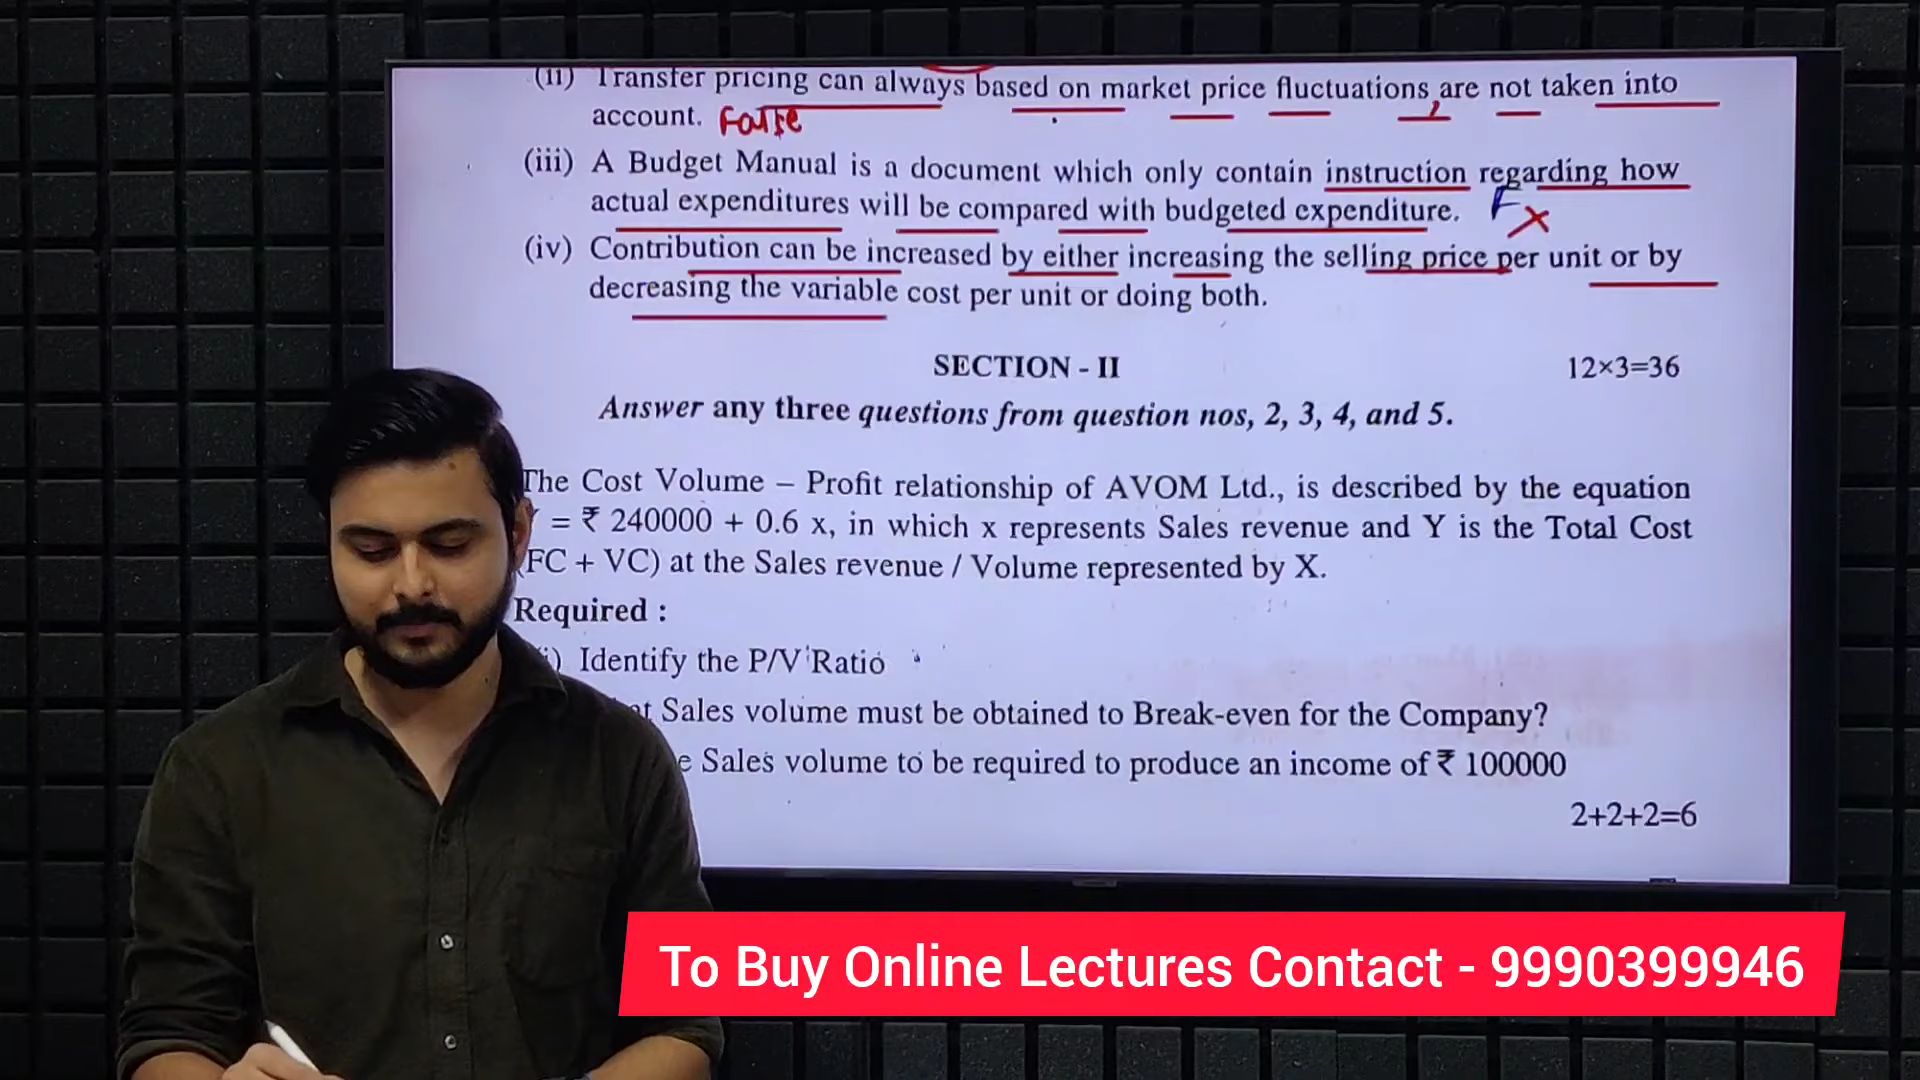 (ii) Transfer pricing can always based on market price fluctuations are not taken into
account. False
(iii) A Budget Manual is a document which only contain instruction regarding how
actual expenditures will be compared with budgeted expenditure. F
(iv) Contribution can be increased by either increasing the selling price per unit or by
decreasing the variable cost per unit or doing both.
SECTION - II 12×3=36
Answer any three questions from question nos, 2, 3, 4, and 5.
The Cost Volume – Profit relationship of AVOM Ltd., is described by the equation
= ₹ 240000 + 0.6 x, in which x represents Sales revenue and Y is the Total Cost
(FC + VC) at the Sales revenue / Volume represented by X.
Required :
(i) Identify the P/V Ratio
Sales volume must be obtained to Break-even for the Company?
Sales volume to be required to produce an income of ₹ 100000
2+2+2=6
To Buy Online Lectures Contact - 9990399946